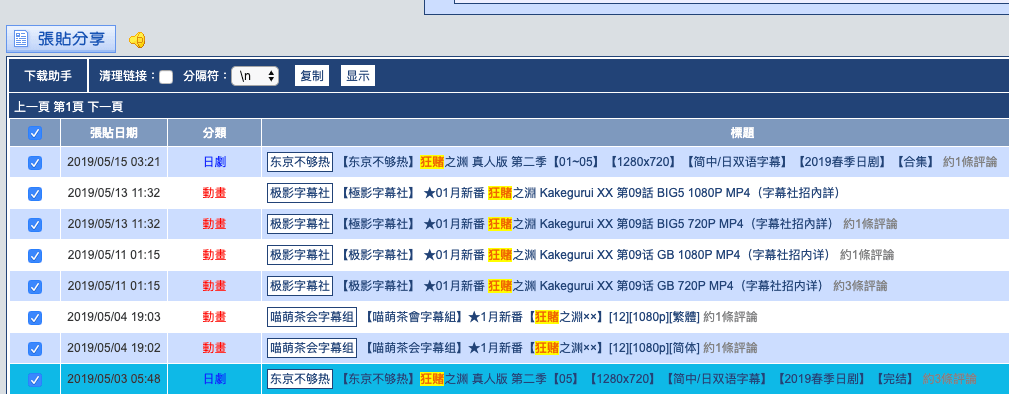 張貼分享
下载助手 清理链接： 分隔符： \n 复制 显示
上一頁 第1頁 下一頁
張貼日期 分類 標題
2019/05/15 03:21 日劇 东京不够热 【东京不够热】狂賭之渊 真人版 第二季【01~05】【1280x720】【简中/日双语字幕】【2019春季日剧】【合集】 約1條評論
2019/05/13 11:32 動畫 极影字幕社 【極影字幕社】 ★01月新番 狂賭之淵 Kakegurui XX 第09話 BIG5 1080P MP4（字幕社招內詳）
2019/05/13 11:32 動畫 极影字幕社 【極影字幕社】 ★01月新番 狂賭之淵 Kakegurui XX 第09話 BIG5 720P MP4（字幕社招內詳） 約1條評論
2019/05/11 01:15 動畫 极影字幕社 【极影字幕社】 ★01月新番 狂賭之渊 Kakegurui XX 第09话 GB 1080P MP4（字幕社招内详） 約1條評論
2019/05/11 01:15 動畫 极影字幕社 【极影字幕社】 ★01月新番 狂賭之渊 Kakegurui XX 第09话 GB 720P MP4（字幕社招内详） 約3條評論
2019/05/04 19:03 動畫 喵萌茶会字幕组 【喵萌茶會字幕組】★1月新番【狂賭之淵××】[12][1080p][繁體] 約1條評論
2019/05/04 19:02 動畫 喵萌茶会字幕组 【喵萌茶会字幕组】★1月新番【狂賭之渊××】[12][1080p][简体] 約1條評論
2019/05/03 05:48 日劇 东京不够热 【东京不够热】狂賭之渊 真人版 第二季【05】【1280x720】【简中/日双语字幕】【2019春季日剧】【完结】 約3條評論